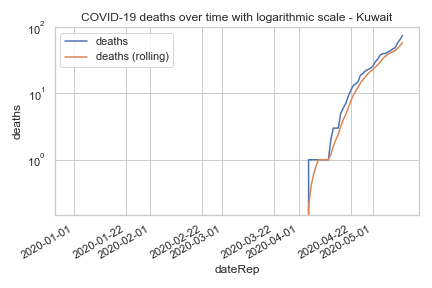 COVID-19 deaths over time with logarithmic scale - Kuwait
deaths
deaths (rolling)
deaths
10²
10¹
10⁰
2020-01-01
2020-01-22
2020-02-01
2020-02-22
2020-03-01
2020-03-22
2020-04-01
2020-04-22
2020-05-01
dateRep